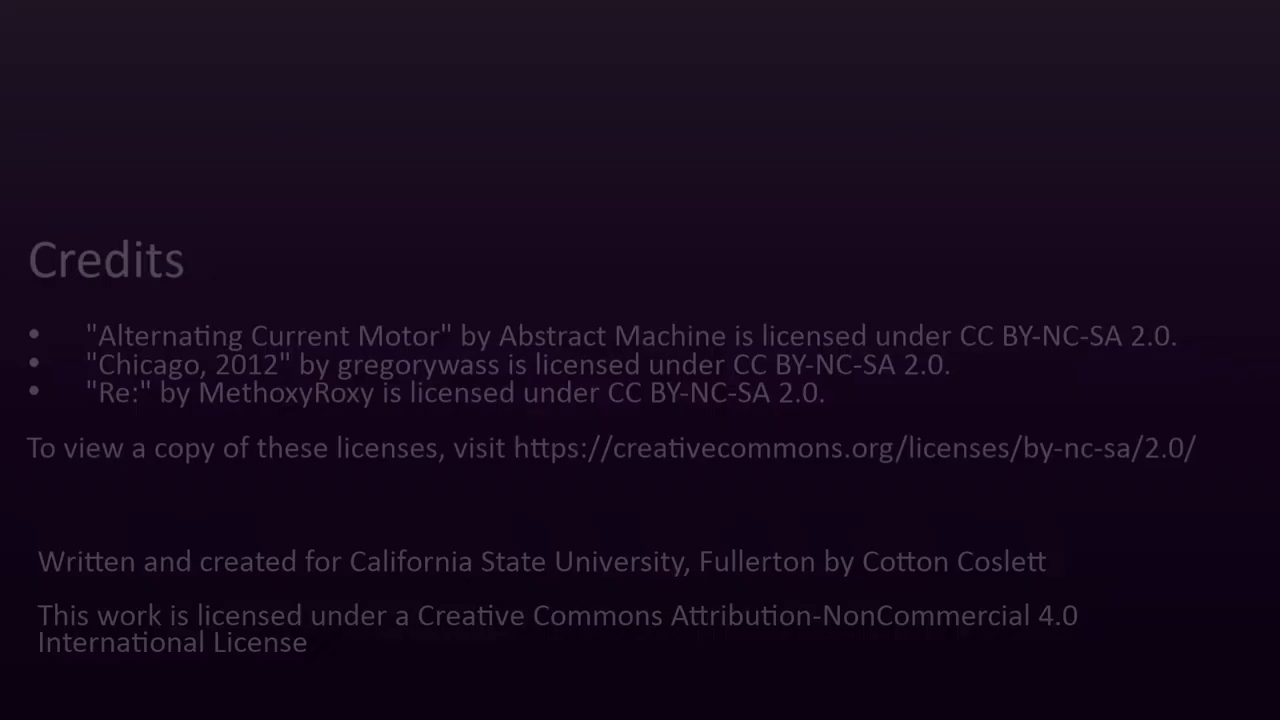 Credits
• "Alternating Current Motor" by Abstract Machine is licensed under CC BY-NC-SA 2.0.
• "Chicago, 2012" by gregorywass is licensed under CC BY-NC-SA 2.0.
• "Re:" by MethoxyRoxy is licensed under CC BY-NC-SA 2.0.
To view a copy of these licenses, visit https://creativecommons.org/licenses/by-nc-sa/2.0/
Written and created for California State University, Fullerton by Cotton Coslett
This work is licensed under a Creative Commons Attribution-NonCommercial 4.0
International License